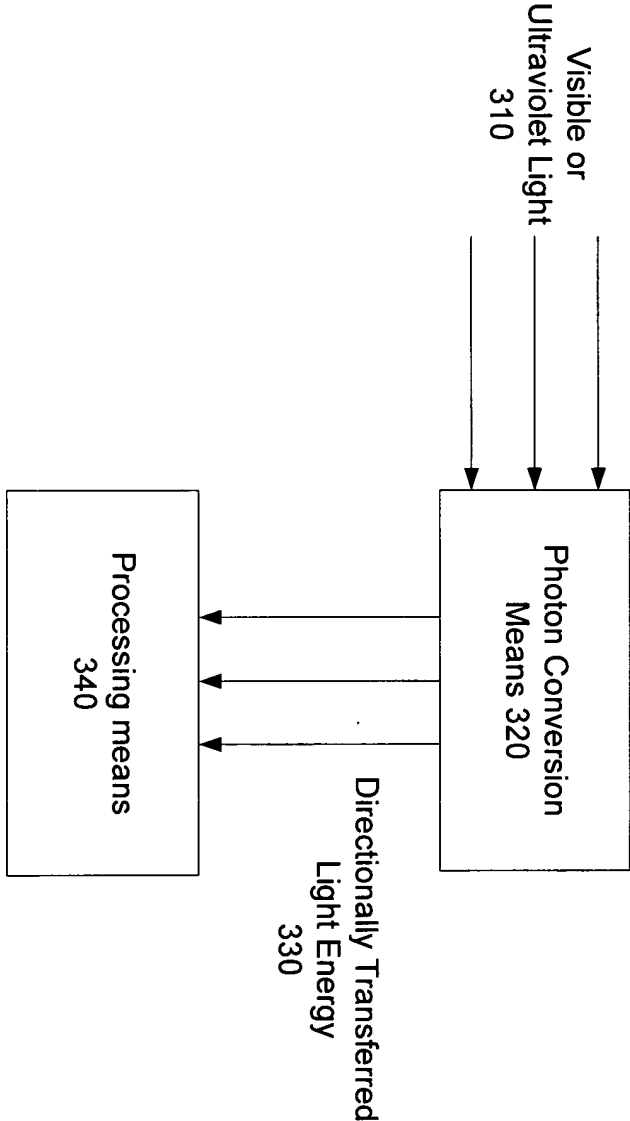 Visible or
Ultraviolet Light
310
Photon Conversion
Means 320
Directionally Transferred
Light Energy
330
Processing means
340